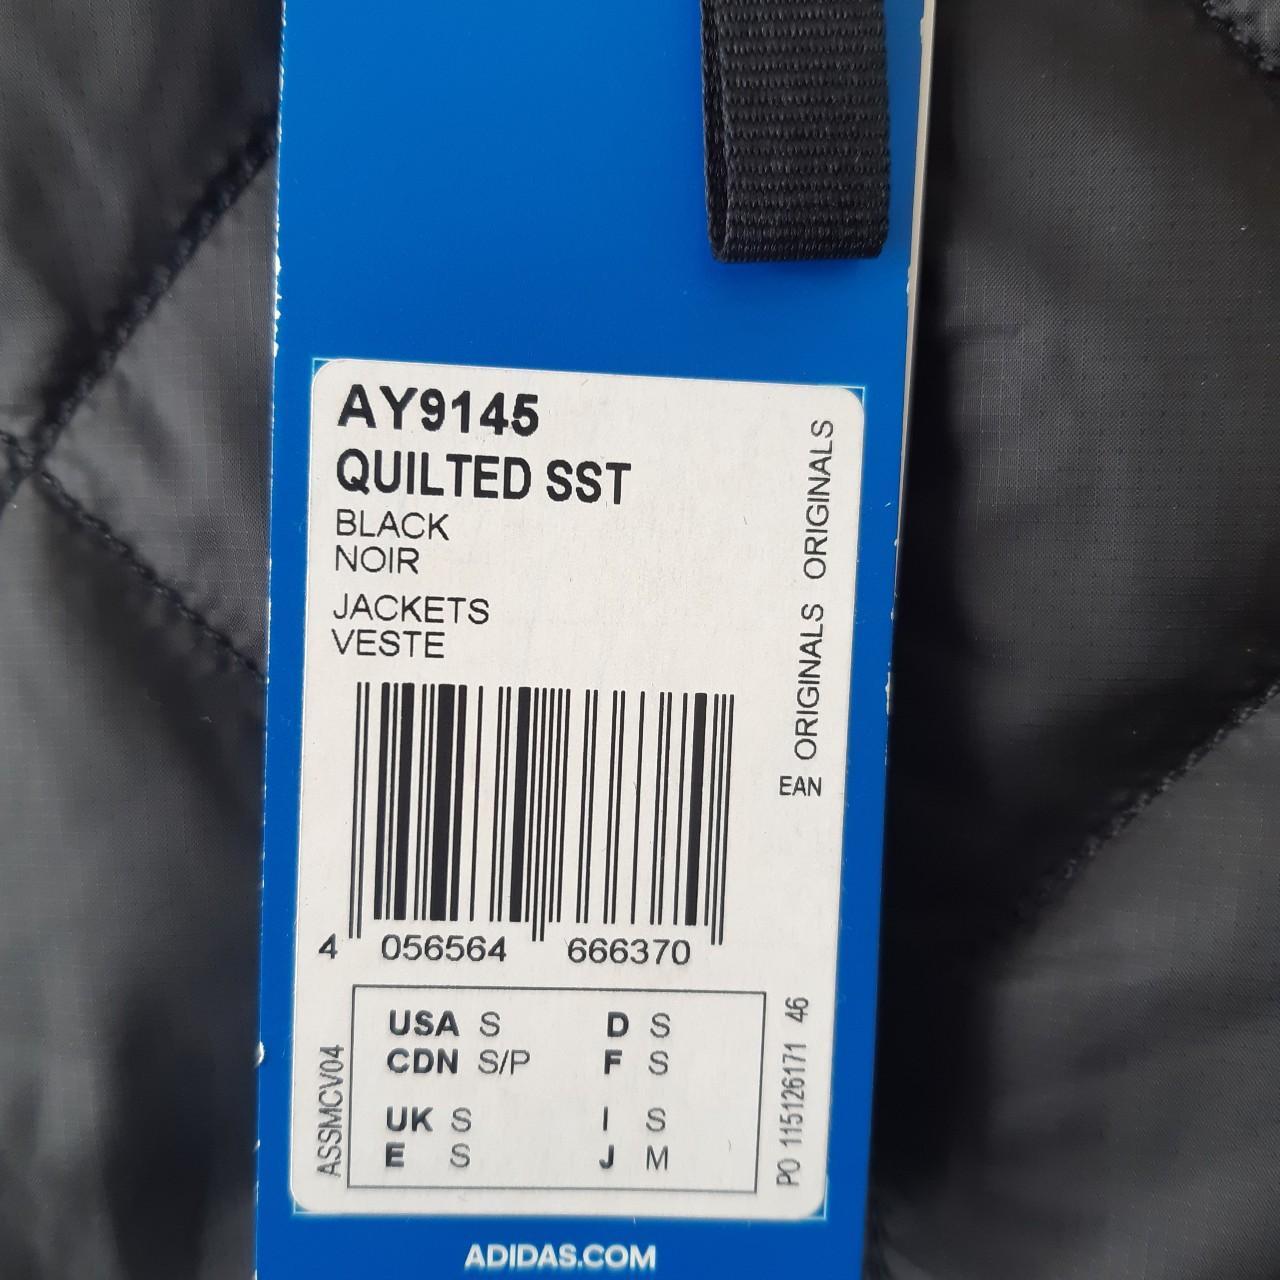 AY9145
QUILTED SST
BLACK
NOIR
JACKETS
VESTE
ORIGINALS ORIGINALS
EAN
4 056564 666370
USA S D S
CDN S/P F S
UK S I S
E S J M
ASSMCV04
PO 115126171 46
ADIDAS.COM